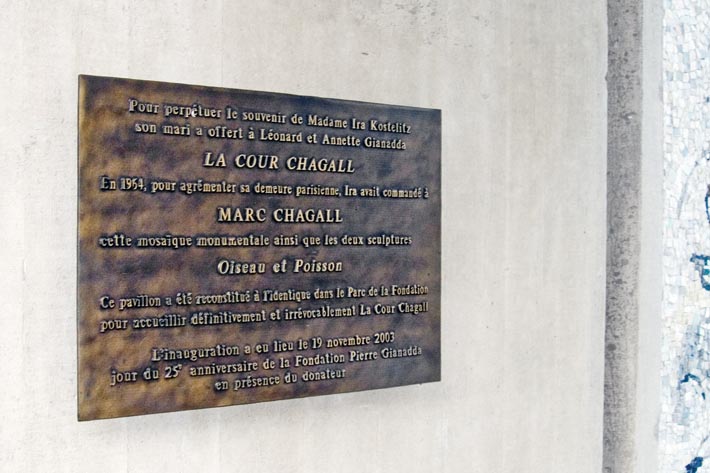 Pour perpétuer le souvenir de Madame Ira Kostelitz
son mari a offert à Léonard et Annette Gianadda
LA COUR CHAGALL
En 1964, pour agrémenter sa demeure parisienne, Ira avait commandé à
MARC CHAGALL
cette mosaïque monumentale ainsi que les deux sculptures
Oiseau et Poisson
Ce pavillon a été reconstitué à l'identique dans le Parc de la Fondation
pour accueillir définitivement et irrévocablement La Cour Chagall
L'inauguration a eu lieu le 19 novembre 2003
jour du 25e anniversaire de la Fondation Pierre Gianadda
en présence du donateur